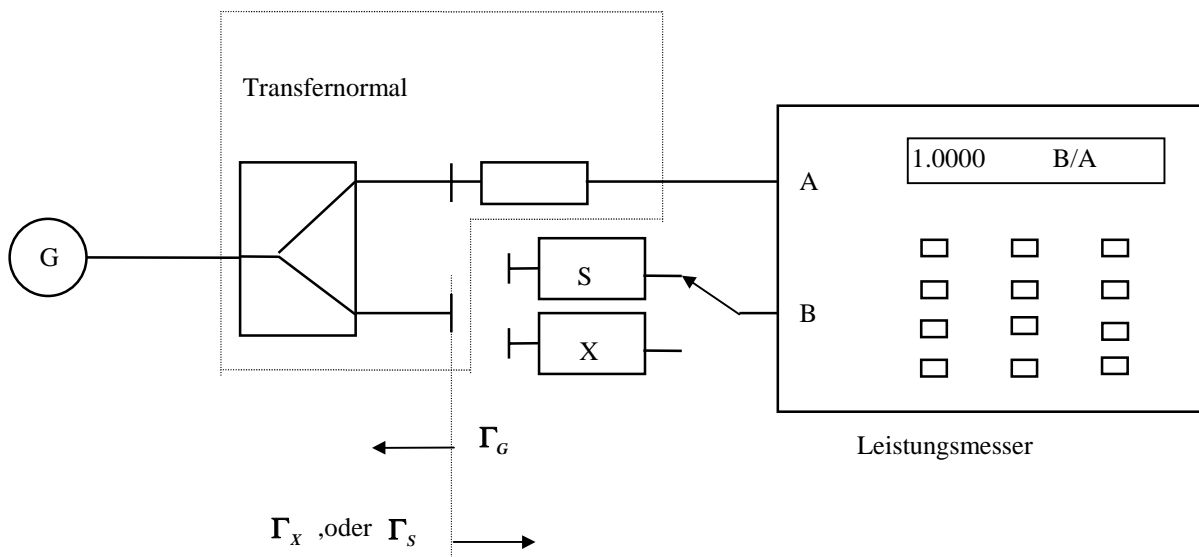 Transfernormal
1.0000 B/A
A
G
S
B
X
Γ_G
Leistungsmesser
Γ_X ,oder Γ_S